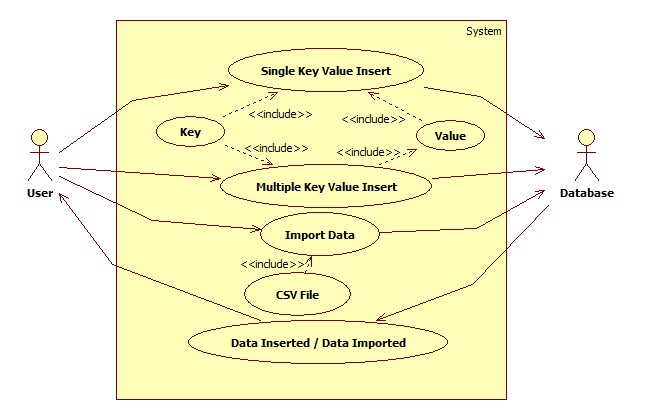 System
Single Key Value Insert
<<include>>
<<include>>
Key
Value
<<include>>
<<include>>
User
Database
Multiple Key Value Insert
Import Data
<<include>>
CSV File
Data Inserted / Data Imported